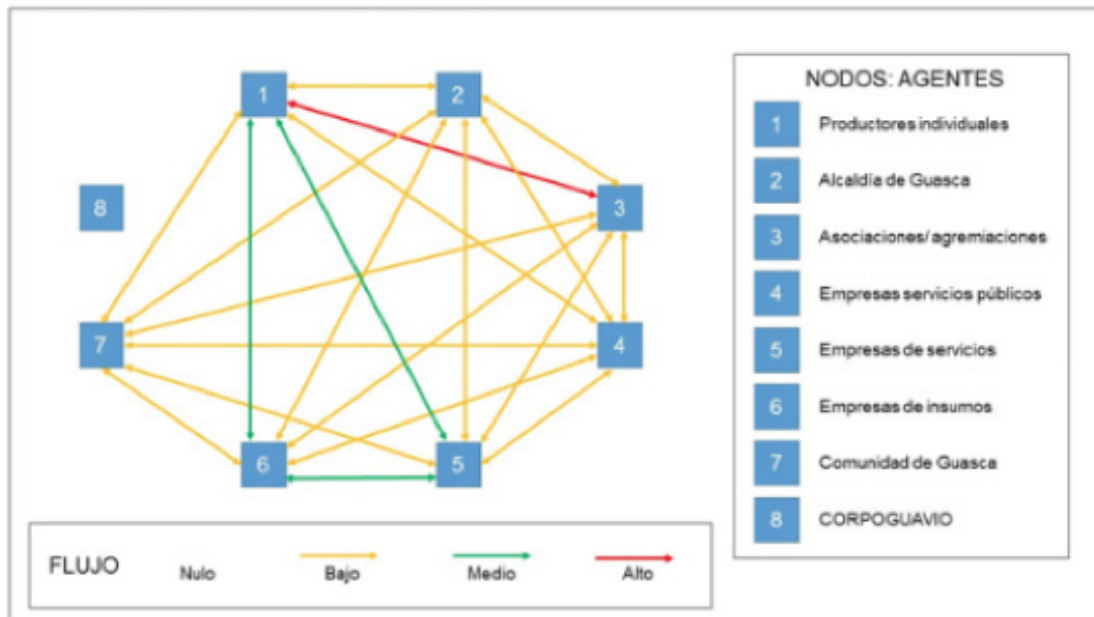 1
2
3
4
5
6
7
8
NODOS: AGENTES
1 Productores individuales
2 Alcaldía de Guasca
3 Asociaciones/ agremiaciones
4 Empresas servicios públicos
5 Empresas de servicios
6 Empresas de insumos
7 Comunidad de Guasca
8 CORPOGUAVIO
FLUJO
Nulo
Bajo
Medio
Alto